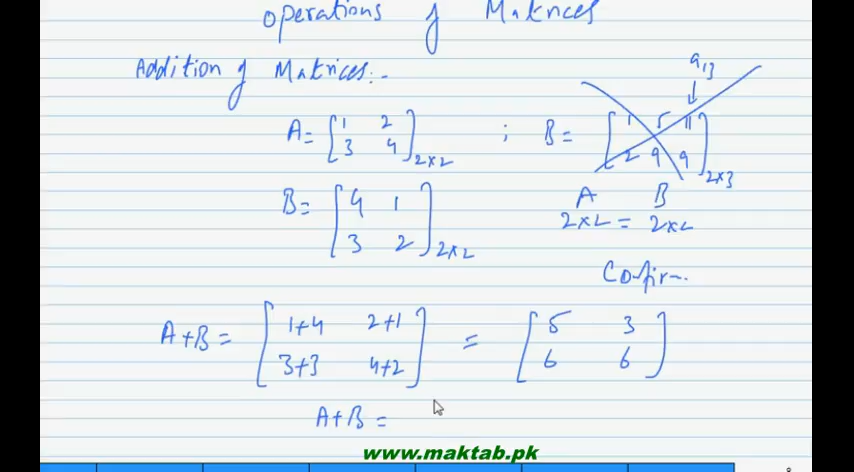 Operations of Matrices
Addition of Matrices:-
a13
A = [1 2
3 4]2×2 ; B = [1 5 11
2 9 9]2×3
B = [4 1
3 2]2×2
A B
2×2 = 2×2
Confirm
A+B = [1+4 2+1
3+3 4+2] = [5 3
6 6]
A+B =
www.maktab.pk